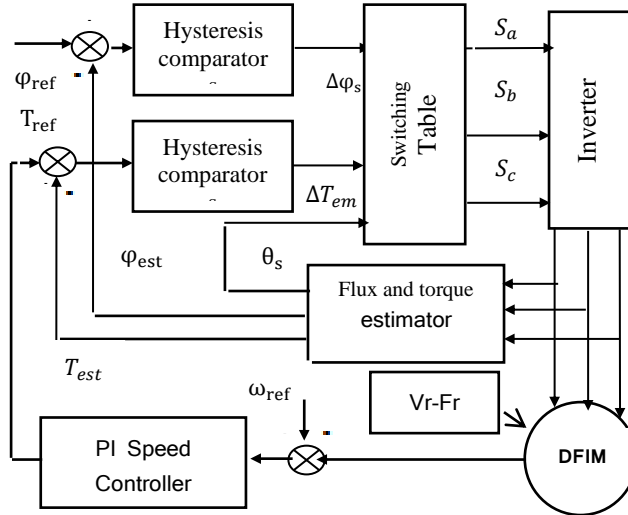 Hysteresis
comparator
φref
Δφs
Tref
Hysteresis
comparator
ΔTem
Switching
Table
Sa
Sb
Sc
Inverter
φest
θs
Flux and torque
estimator
Test
ωref
Vr-Fr
PI Speed
Controller
DFIM